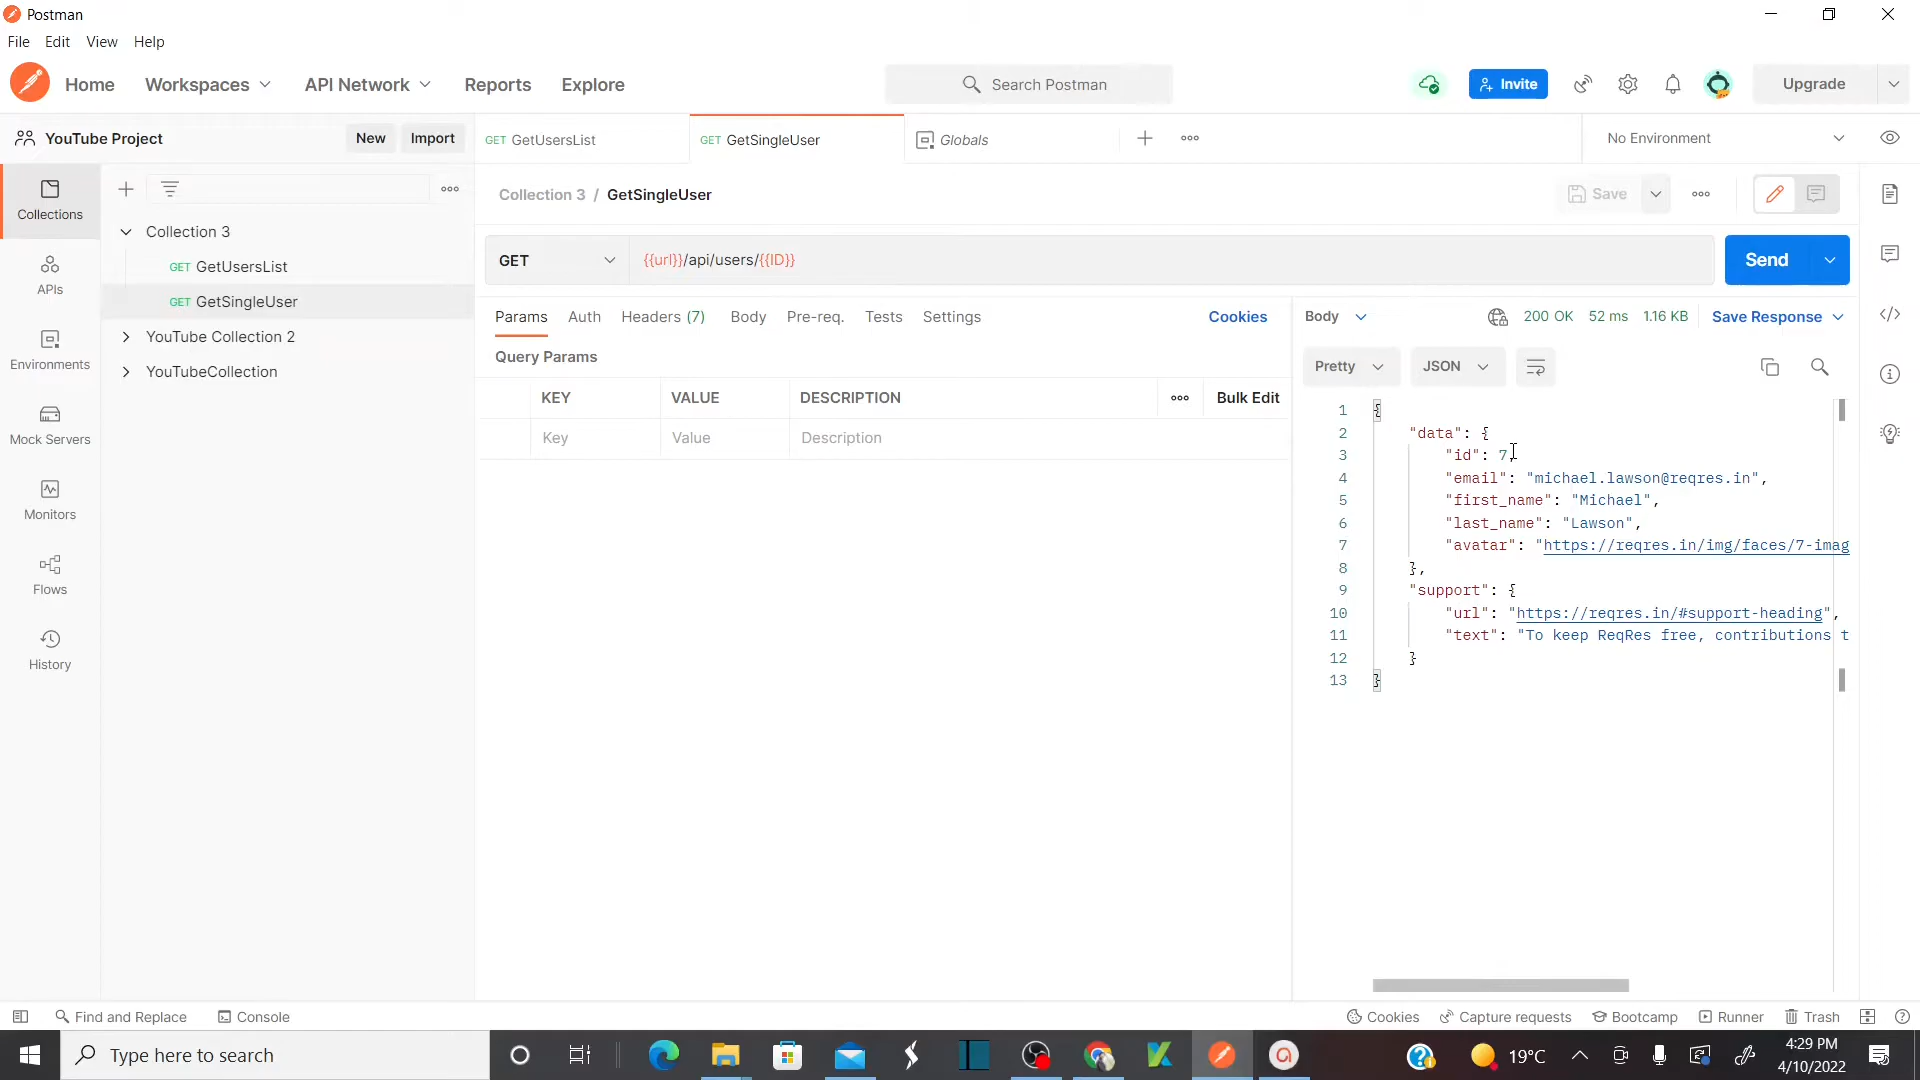 Postman
File Edit View Help
Home Workspaces API Network Reports Explore Search Postman Invite Upgrade
YouTube Project New Import GET GetUsersList GET GetSingleUser Globals No Environment
Collections
APIs
Environments
Mock Servers
Monitors
Flows
History
Collection 3
GET GetUsersList
GET GetSingleUser
YouTube Collection 2
YouTubeCollection
Collection 3 / GetSingleUser Save
GET {{url}}/api/users/{{ID}} Send
Params Auth Headers (7) Body Pre-req. Tests Settings Cookies
Query Params
KEY VALUE DESCRIPTION Bulk Edit
Key Value Description
Body 200 OK 52 ms 1.16 KB Save Response
Pretty JSON
1 {
2 "data": {
3 "id": 7,
4 "email": "michael.lawson@reqres.in",
5 "first_name": "Michael",
6 "last_name": "Lawson",
7 "avatar": "https://reqres.in/img/faces/7-imag
8 },
9 "support": {
10 "url": "https://reqres.in/#support-heading",
11 "text": "To keep ReqRes free, contributions t
12 }
13 }
Find and Replace Console Cookies Capture requests Bootcamp Runner Trash
Type here to search 19°C 4:29 PM
4/10/2022